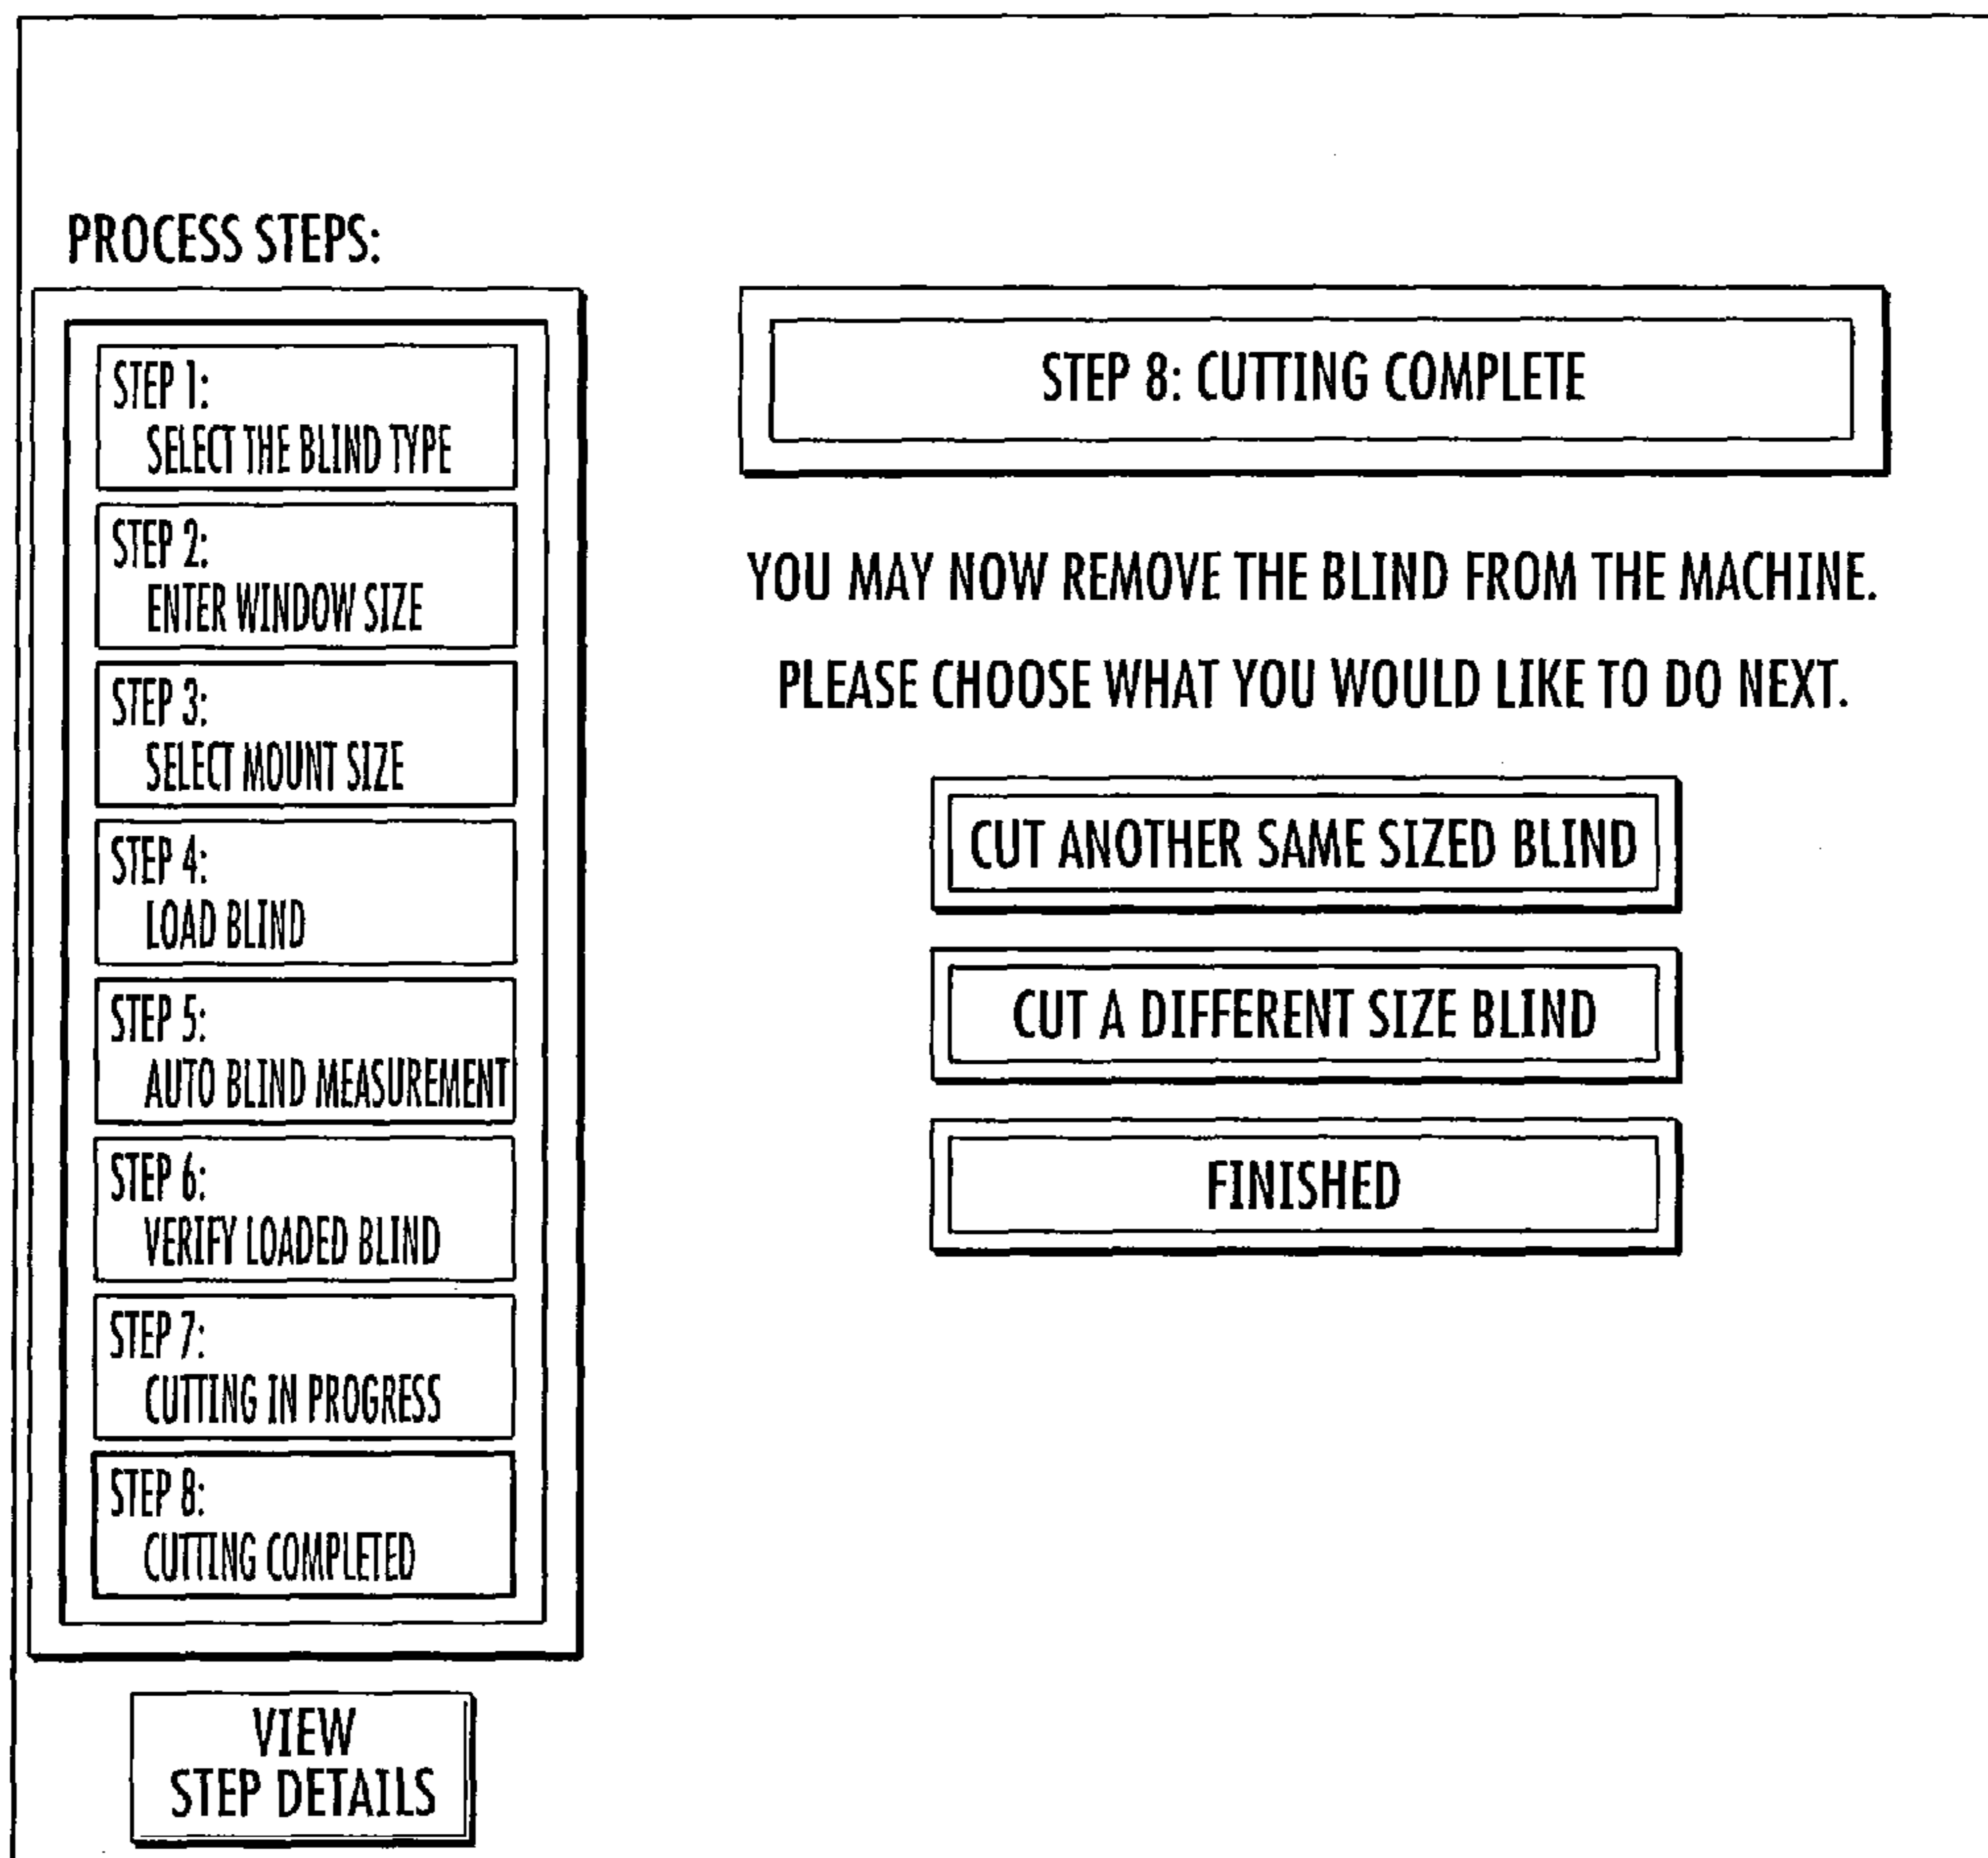 PROCESS STEPS:
STEP 1:
SELECT THE BLIND TYPE
STEP 2:
ENTER WINDOW SIZE
STEP 3:
SELECT MOUNT SIZE
STEP 4:
LOAD BLIND
STEP 5:
AUTO BLIND MEASUREMENT
STEP 6:
VERIFY LOADED BLIND
STEP 7:
CUTTING IN PROGRESS
STEP 8:
CUTTING COMPLETED
VIEW
STEP DETAILS
STEP 8: CUTTING COMPLETE
YOU MAY NOW REMOVE THE BLIND FROM THE MACHINE.
PLEASE CHOOSE WHAT YOU WOULD LIKE TO DO NEXT.
CUT ANOTHER SAME SIZED BLIND
CUT A DIFFERENT SIZE BLIND
FINISHED